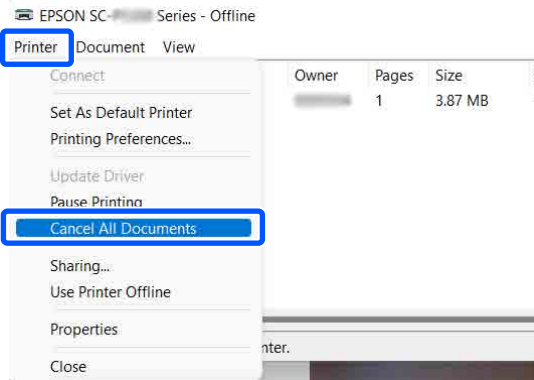 EPSON SC- Series - Offline
Printer Document View
Connect
Owner Pages Size
Set As Default Printer
1 3.87 MB
Printing Preferences...
Update Driver
Pause Printing
Cancel All Documents
Sharing...
Use Printer Offline
Properties
nter.
Close